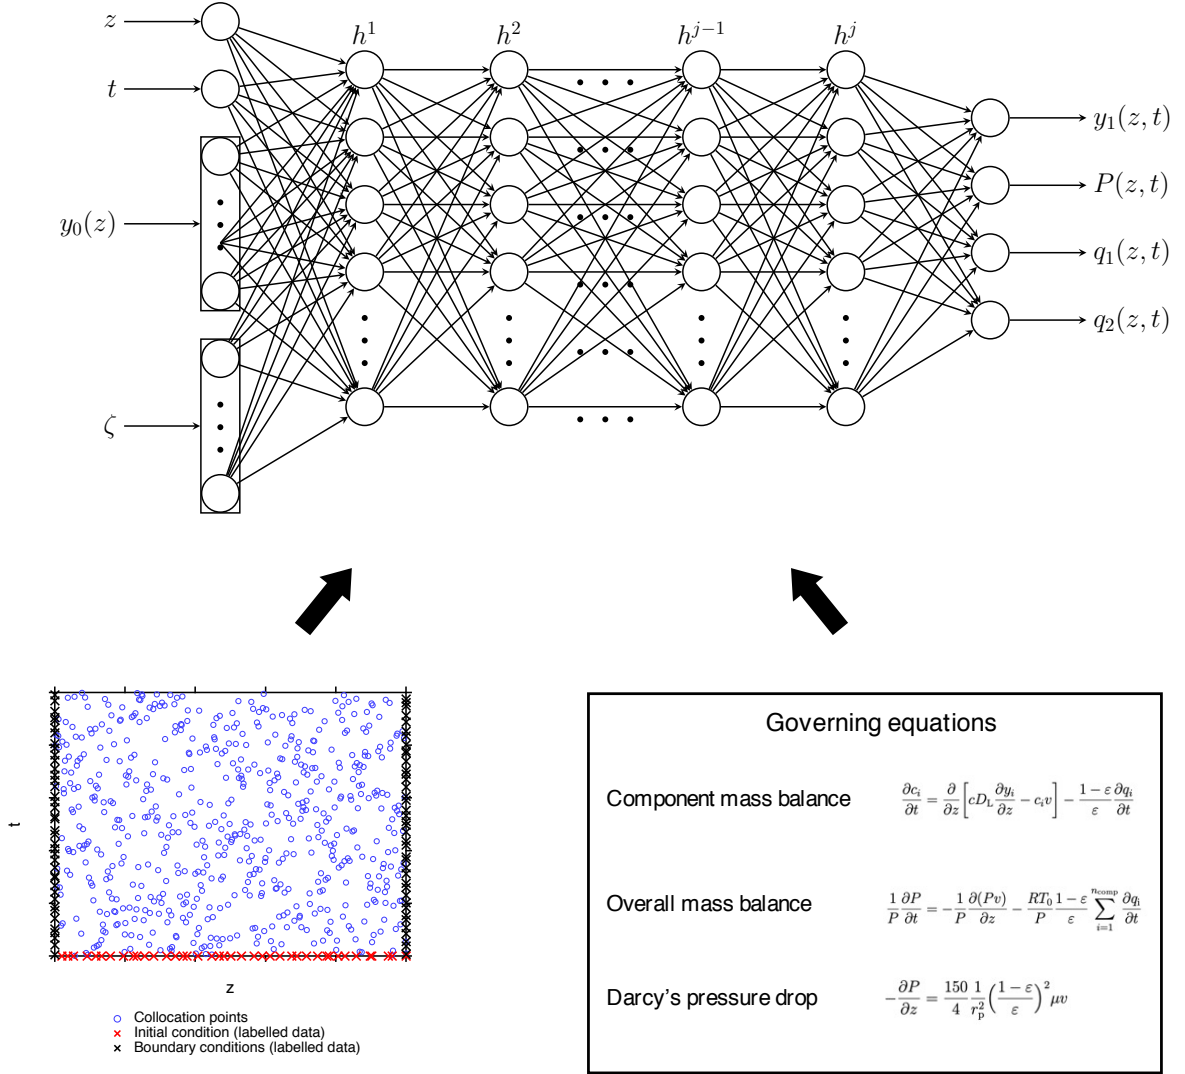 z
t
y₀(z)
ζ
h¹ h² hʲ⁻¹ hʲ
y₁(z, t)
P(z, t)
q₁(z, t)
q₂(z, t)
t
z
Collocation points
Initial condition (labelled data)
Boundary conditions (labelled data)
Governing equations
Component mass balance ∂cᵢ/∂t = ∂/∂z [cD_L ∂yᵢ/∂z − cᵢv] − (1 − ε)/ε ∂qᵢ/∂t
Overall mass balance 1/P ∂P/∂t = −1/P ∂(Pv)/∂z − RT₀/P (1 − ε)/ε ∑_{i=1}^{n_comp} ∂qᵢ/∂t
Darcy's pressure drop −∂P/∂z = 150/4 1/r_p² ((1 − ε)/ε)² μv